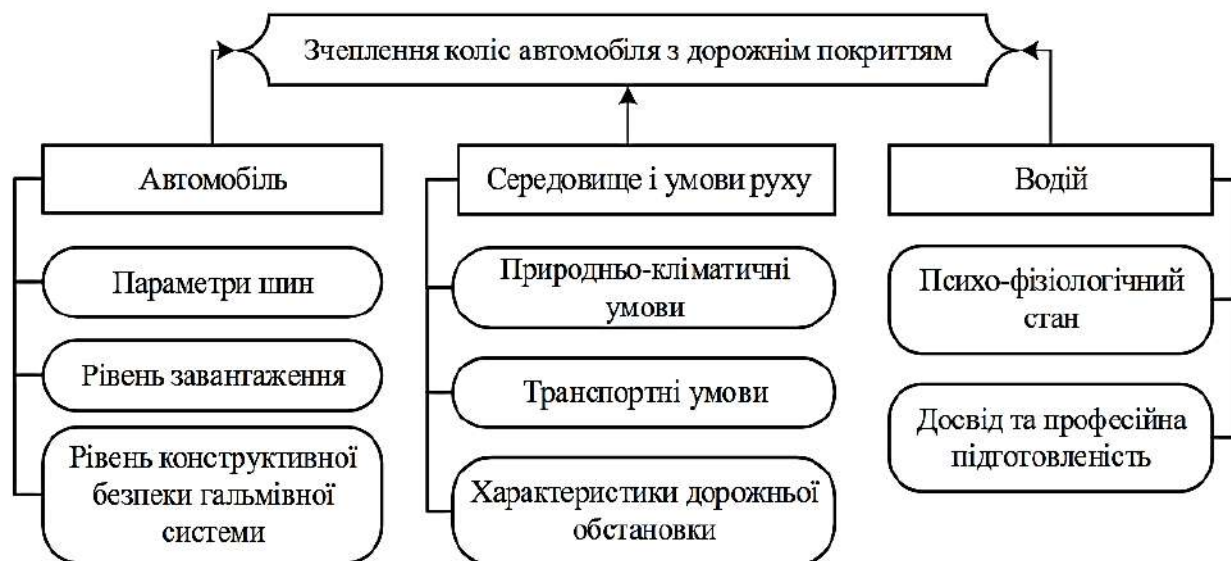 Зчеплення коліс автомобіля з дорожнім покриттям
Автомобіль
Параметри шин
Рівень завантаження
Рівень конструктивної
безпеки гальмівної
системи
Середовище і умови руху
Природньо-кліматичні
умови
Транспортні умови
Характеристики дорожньої
обстановки
Водій
Психо-фізіологічний
стан
Досвід та професійна
підготовленість